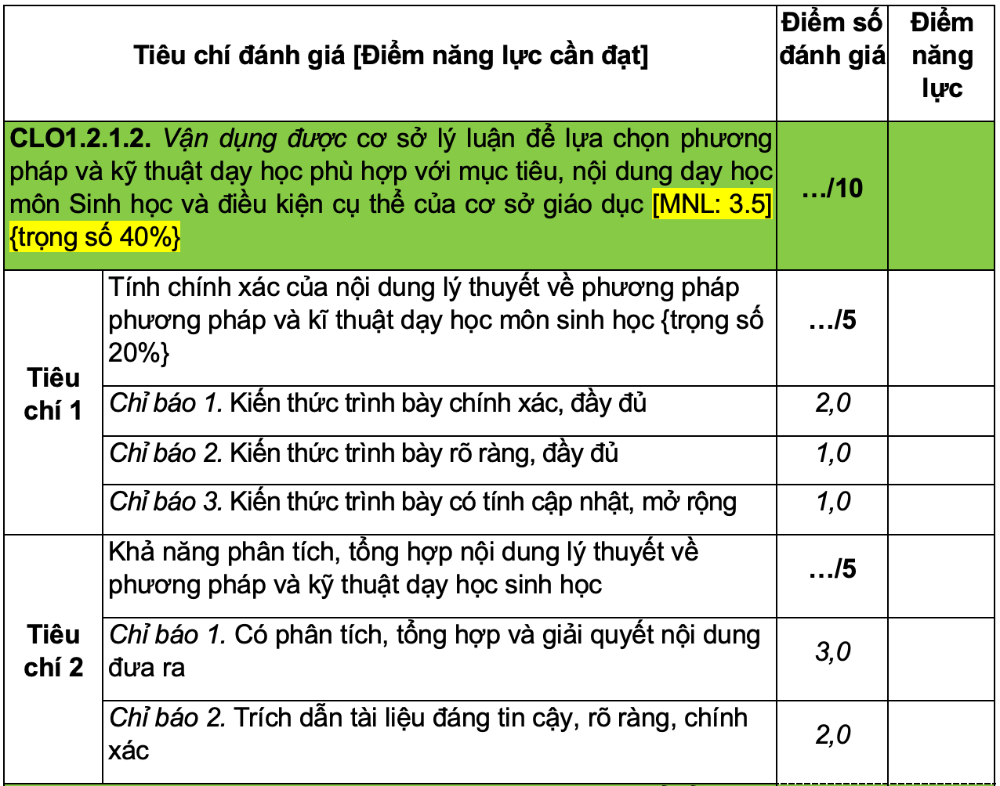 Tiêu chí đánh giá [Điểm năng lực cần đạt]
Điểm số
đánh giá
Điểm
năng
lực
CLO1.2.1.2. Vận dụng được cơ sở lý luận để lựa chọn phương
pháp và kỹ thuật dạy học phù hợp với mục tiêu, nội dung dạy học
môn Sinh học và điều kiện cụ thể của cơ sở giáo dục [MNL: 3.5]
{trọng số 40%}
…/10
Tiêu
chí 1
Tính chính xác của nội dung lý thuyết về phương pháp
phương pháp và kĩ thuật dạy học môn sinh học {trọng số
20%}
…/5
Chỉ báo 1. Kiến thức trình bày chính xác, đầy đủ
2,0
Chỉ báo 2. Kiến thức trình bày rõ ràng, đầy đủ
1,0
Chỉ báo 3. Kiến thức trình bày có tính cập nhật, mở rộng
1,0
Tiêu
chí 2
Khả năng phân tích, tổng hợp nội dung lý thuyết về
phương pháp và kỹ thuật dạy học sinh học
…/5
Chỉ báo 1. Có phân tích, tổng hợp và giải quyết nội dung
đưa ra
3,0
Chỉ báo 2. Trích dẫn tài liệu đáng tin cậy, rõ ràng, chính
xác
2,0